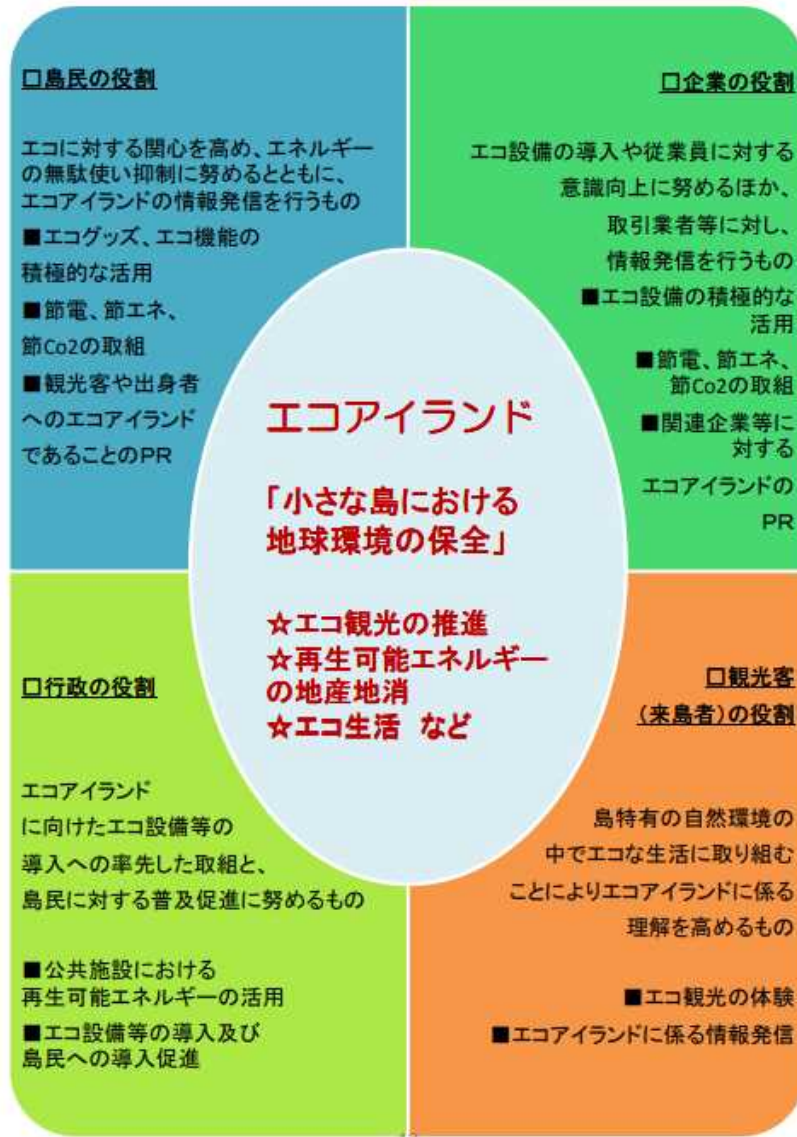 □島民の役割
エコに対する関心を高め、エネルギー
の無駄使い抑制に努めるとともに、
エコアイランドの情報発信を行うもの
■エコグッズ、エコ機能の
積極的な活用
■節電、節エネ、
節Co2の取組
■観光客や出身者
へのエコアイランド
であることのPR
□企業の役割
エコ設備の導入や従業員に対する
意識向上に努めるほか、
取引業者等に対し、
情報発信を行うもの
■エコ設備の積極的な
活用
■節電、節エネ、
節Co2の取組
■関連企業等に
対する
エコアイランドの
PR
エコアイランド
「小さな島における
地球環境の保全」
☆エコ観光の推進
☆再生可能エネルギー
の地産地消
☆エコ生活 など
□行政の役割
エコアイランド
に向けたエコ設備等の
導入への率先した取組と、
島民に対する普及促進に努めるもの
■公共施設における
再生可能エネルギーの活用
■エコ設備等の導入及び
島民への導入促進
□観光客
(来島者)の役割
島特有の自然環境の
中でエコな生活に取り組む
ことによりエコアイランドに係る
理解を高めるもの
■エコ観光の体験
■エコアイランドに係る情報発信